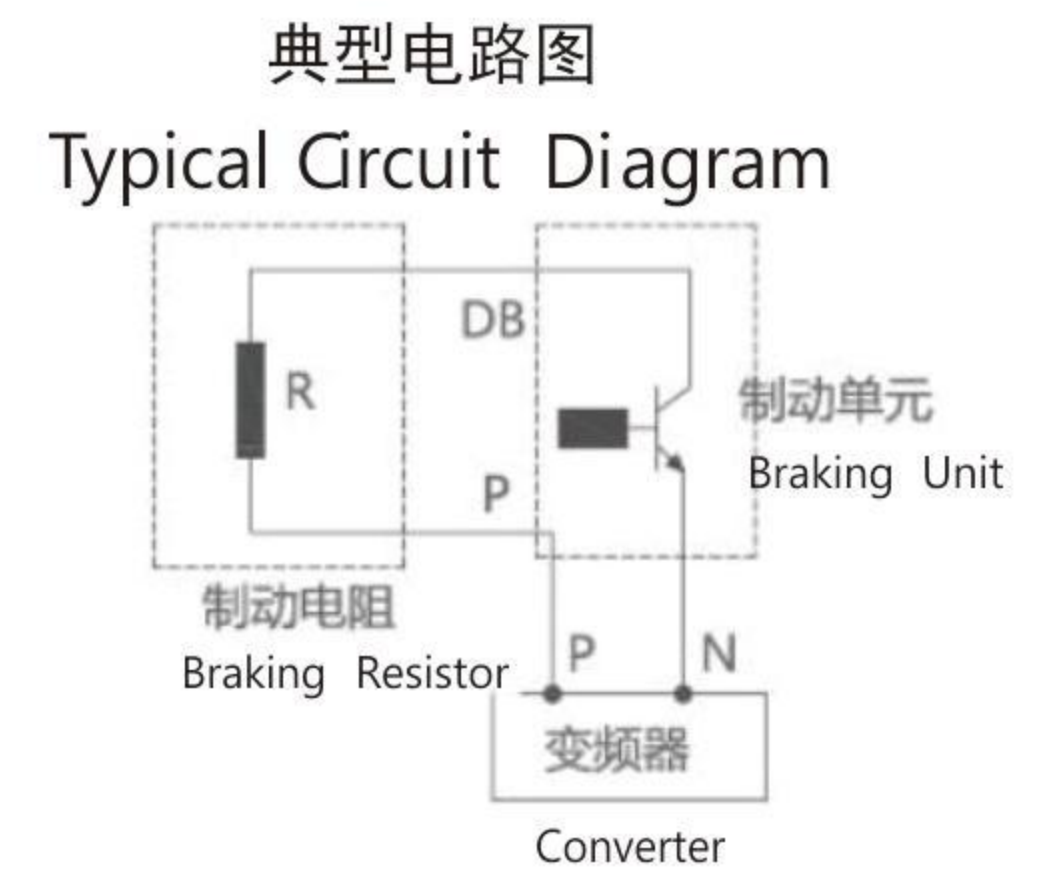 典型电路图
Typical Circuit Diagram
DB
R
制动单元
Braking Unit
P
制动电阻
Braking Resistor
P
N
变频器
Converter